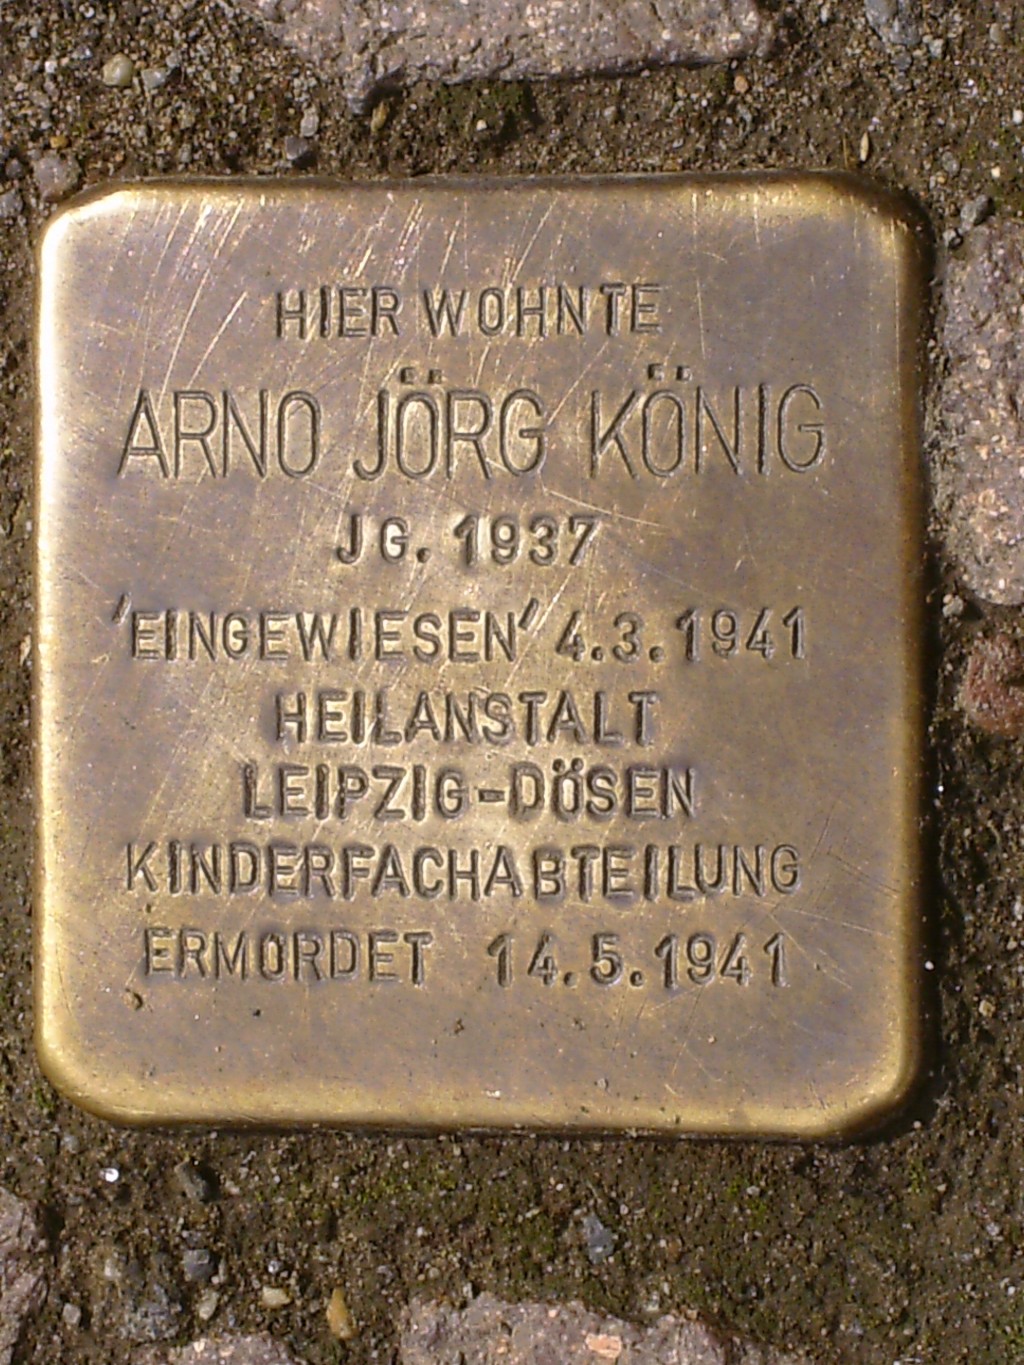 HIER WOHNTE
ARNO JÖRG KÖNIG
JG. 1937
'EINGEWIESEN' 4.3.1941
HEILANSTALT
LEIPZIG-DÖSEN
KINDERFACHABTEILUNG
ERMORDET 14.5.1941